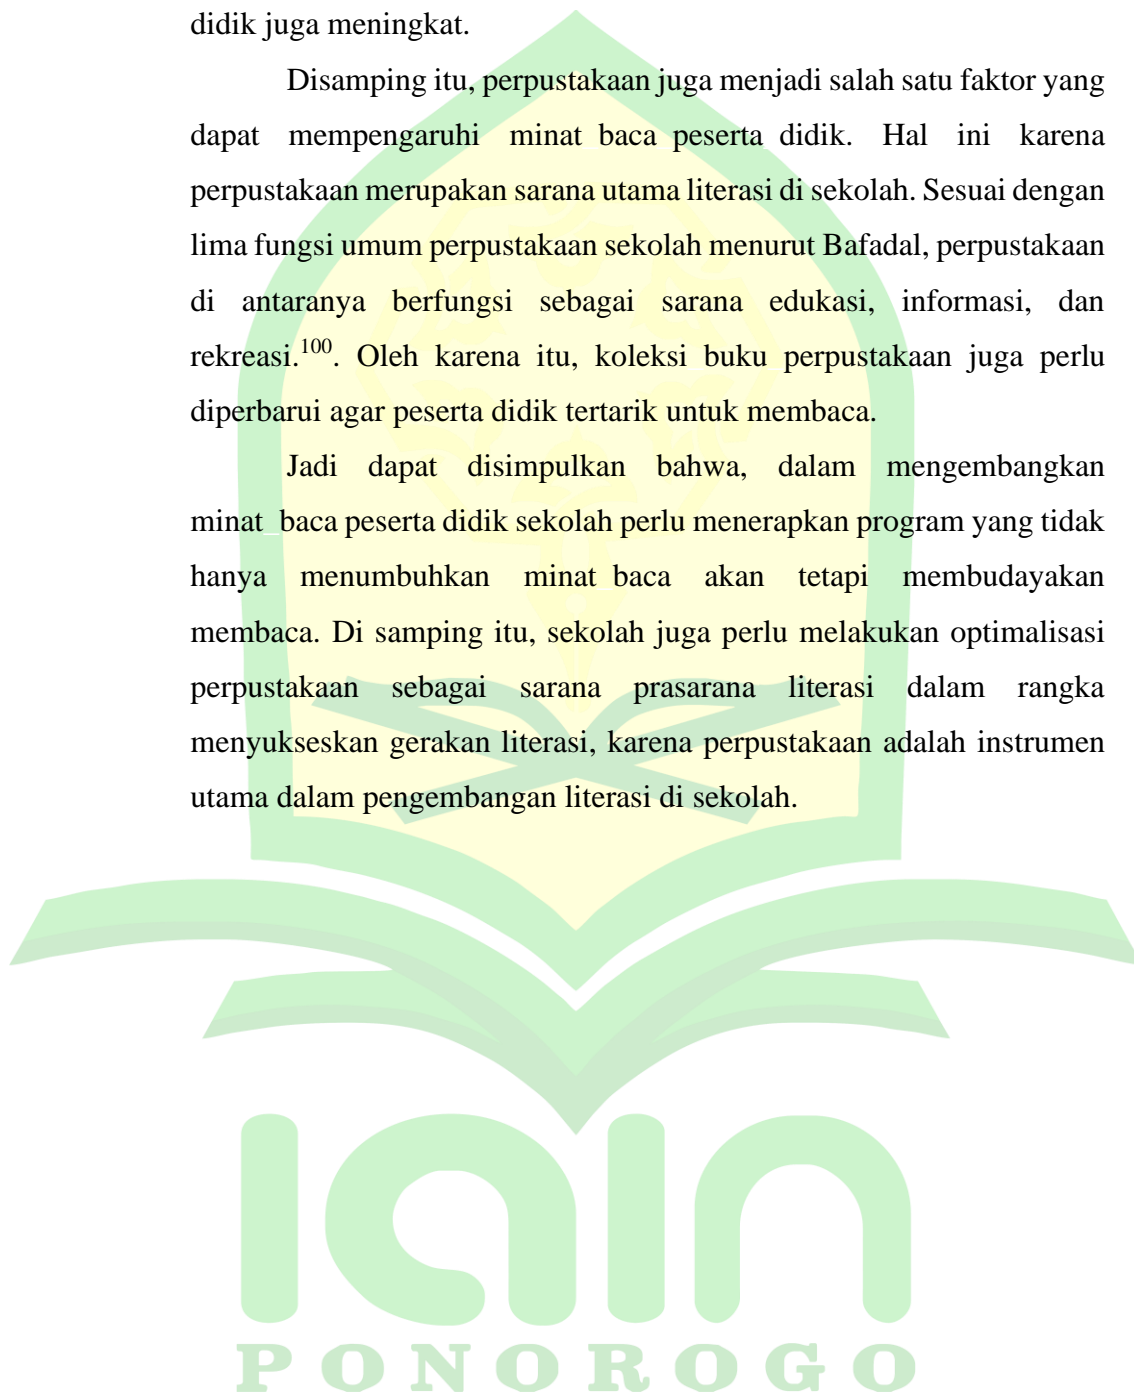 didik juga meningkat.
Disamping itu, perpustakaan juga menjadi salah satu faktor yang
dapat mempengaruhi minat baca peserta didik. Hal ini karena
perpustakaan merupakan sarana utama literasi di sekolah. Sesuai dengan
lima fungsi umum perpustakaan sekolah menurut Bafadal, perpustakaan
di antaranya berfungsi sebagai sarana edukasi, informasi, dan
rekreasi.100. Oleh karena itu, koleksi buku perpustakaan juga perlu
diperbarui agar peserta didik tertarik untuk membaca.
Jadi dapat disimpulkan bahwa, dalam mengembangkan
minat baca peserta didik sekolah perlu menerapkan program yang tidak
hanya menumbuhkan minat baca akan tetapi membudayakan
membaca. Di samping itu, sekolah juga perlu melakukan optimalisasi
perpustakaan sebagai sarana prasarana literasi dalam rangka
menyukseskan gerakan literasi, karena perpustakaan adalah instrumen
utama dalam pengembangan literasi di sekolah.
iain
PONOROGO